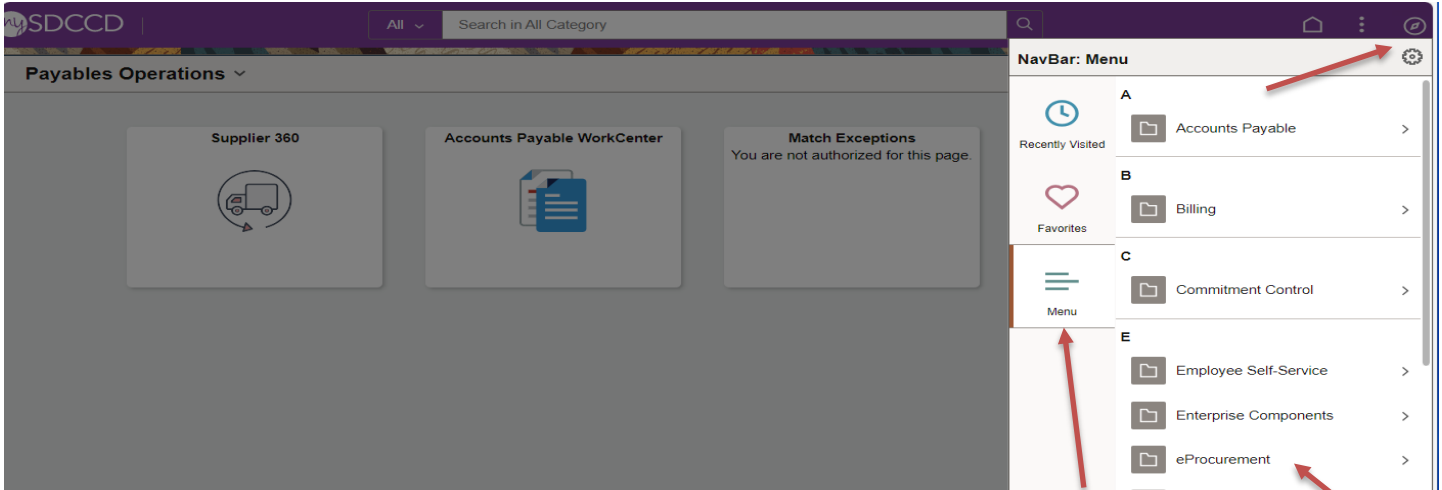 mySDCCD
All
Search in All Category
Payables Operations
Supplier 360
Accounts Payable WorkCenter
Match Exceptions
You are not authorized for this page.
NavBar: Menu
Recently Visited
Favorites
Menu
A
Accounts Payable
B
Billing
C
Commitment Control
E
Employee Self-Service
Enterprise Components
eProcurement